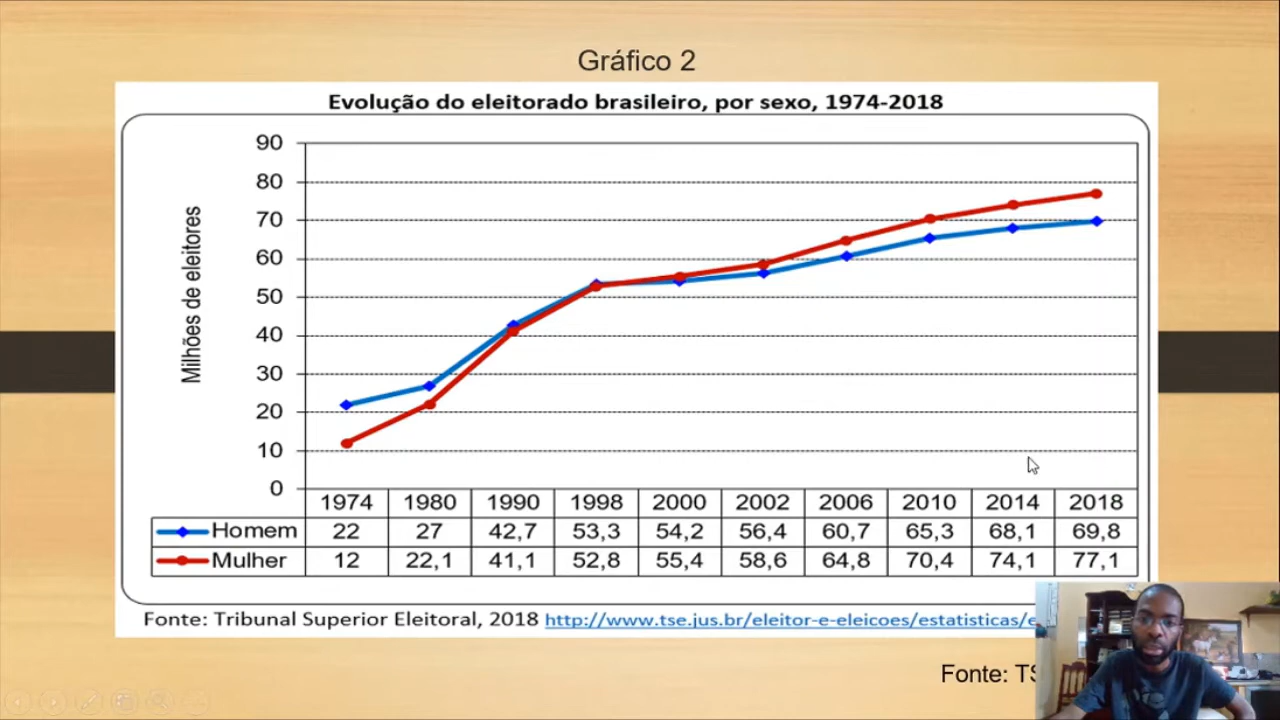 Gráfico 2
Evolução do eleitorado brasileiro, por sexo, 1974-2018
Milhões de eleitores
90
80
70
60
50
40
30
20
10
0
1974 1980 1990 1998 2000 2002 2006 2010 2014 2018
Homem 22 27 42,7 53,3 54,2 56,4 60,7 65,3 68,1 69,8
Mulher 12 22,1 41,1 52,8 55,4 58,6 64,8 70,4 74,1 77,1
Fonte: Tribunal Superior Eleitoral, 2018 http://www.tse.jus.br/eleitor-e-eleicoes/estatisticas/e
Fonte: